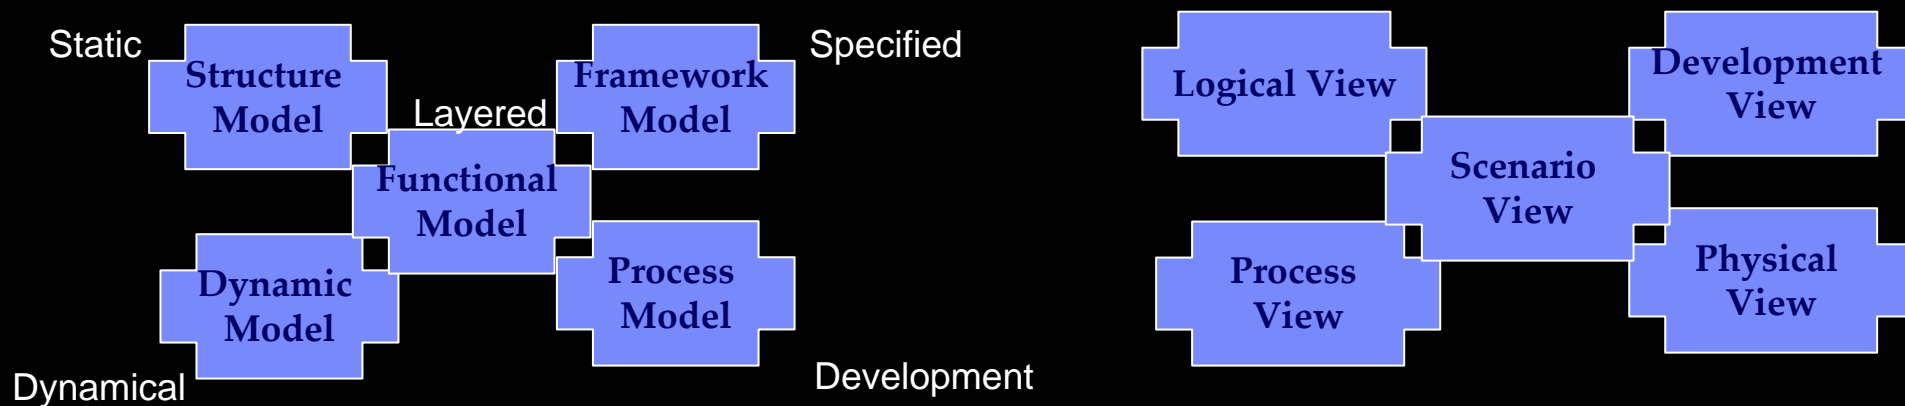 Static
Structure
Model
Layered
Framework
Model
Specified
Functional
Model
Dynamic
Model
Process
Model
Dynamical
Development
Logical View
Development
View
Scenario
View
Process
View
Physical
View